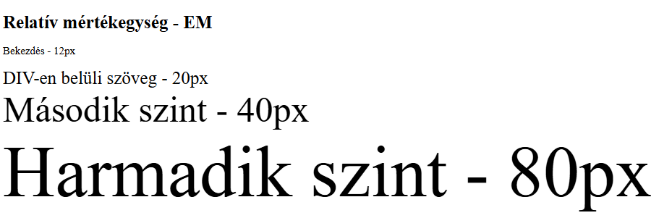 Relatív mértékegység - EM
Bekezdés - 12px
DIV-en belüli szöveg - 20px
Második szint - 40px
Harmadik szint - 80px